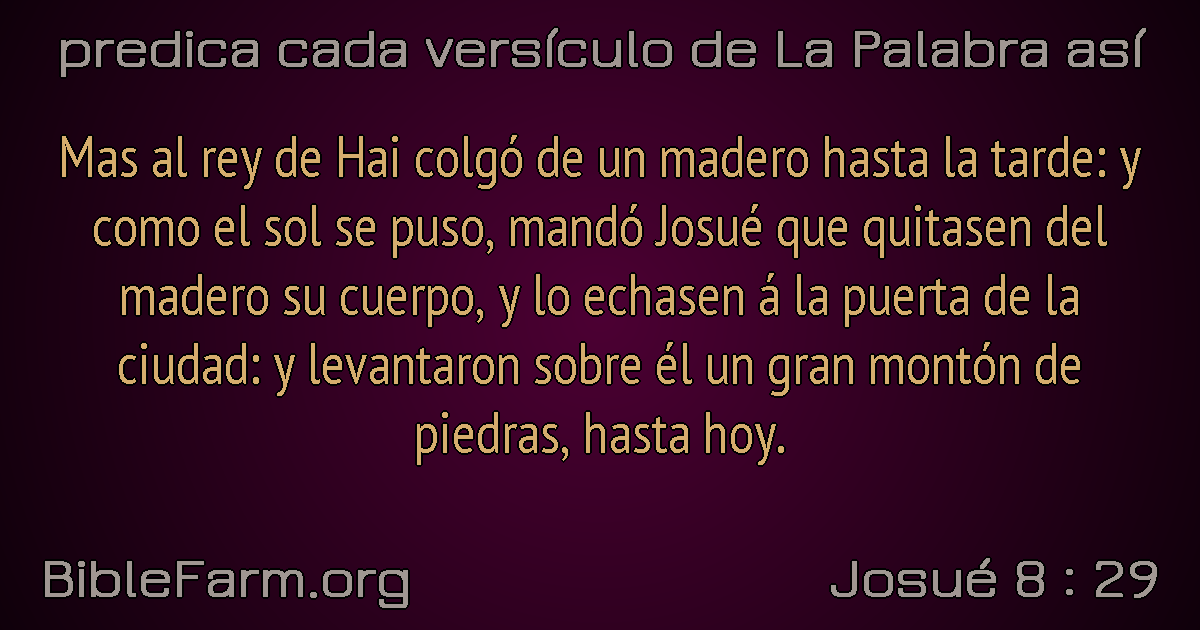 predica cada versículo de La Palabra así
Mas al rey de Hai colgó de un madero hasta la tarde: y
como el sol se puso, mandó Josué que quitasen del
madero su cuerpo, y lo echasen á la puerta de la
ciudad: y levantaron sobre él un gran montón de
piedras, hasta hoy.
BibleFarm.org
Josué 8 : 29